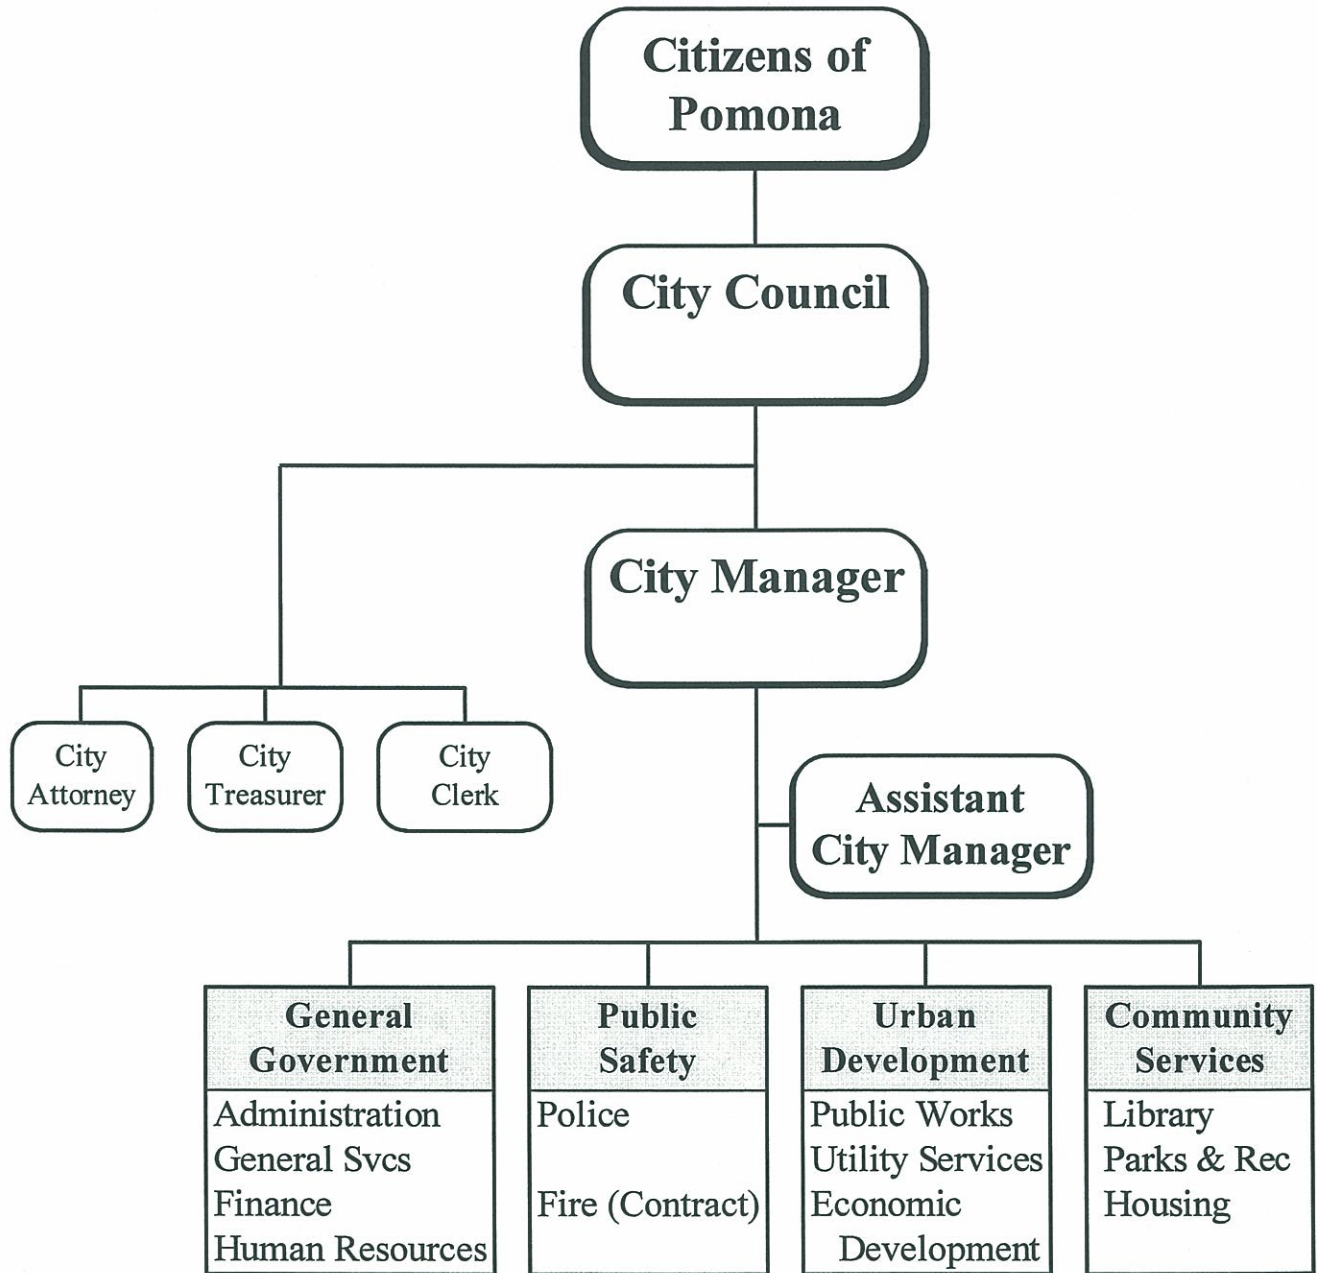 Citizens of
Pomona
City Council
City Manager
City
Attorney
City
Treasurer
City
Clerk
Assistant
City Manager
General
Government
Administration
General Svcs
Finance
Human Resources
Public
Safety
Police
Fire (Contract)
Urban
Development
Public Works
Utility Services
Economic
Development
Community
Services
Library
Parks & Rec
Housing